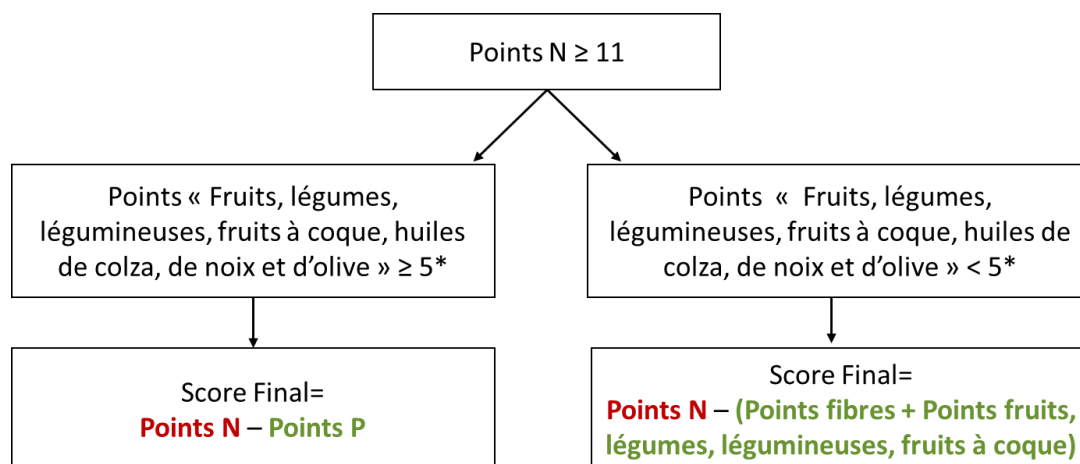 Points N ≥ 11
Points « Fruits, légumes,
légumineuses, fruits à coque, huiles
de colza, de noix et d’olive » ≥ 5*
Points « Fruits, légumes,
légumineuses, fruits à coque, huiles de
colza, de noix et d’olive » < 5*
Score Final=
Points N – Points P
Score Final=
Points N – (Points fibres + Points fruits,
légumes, légumineuses, fruits à coque)